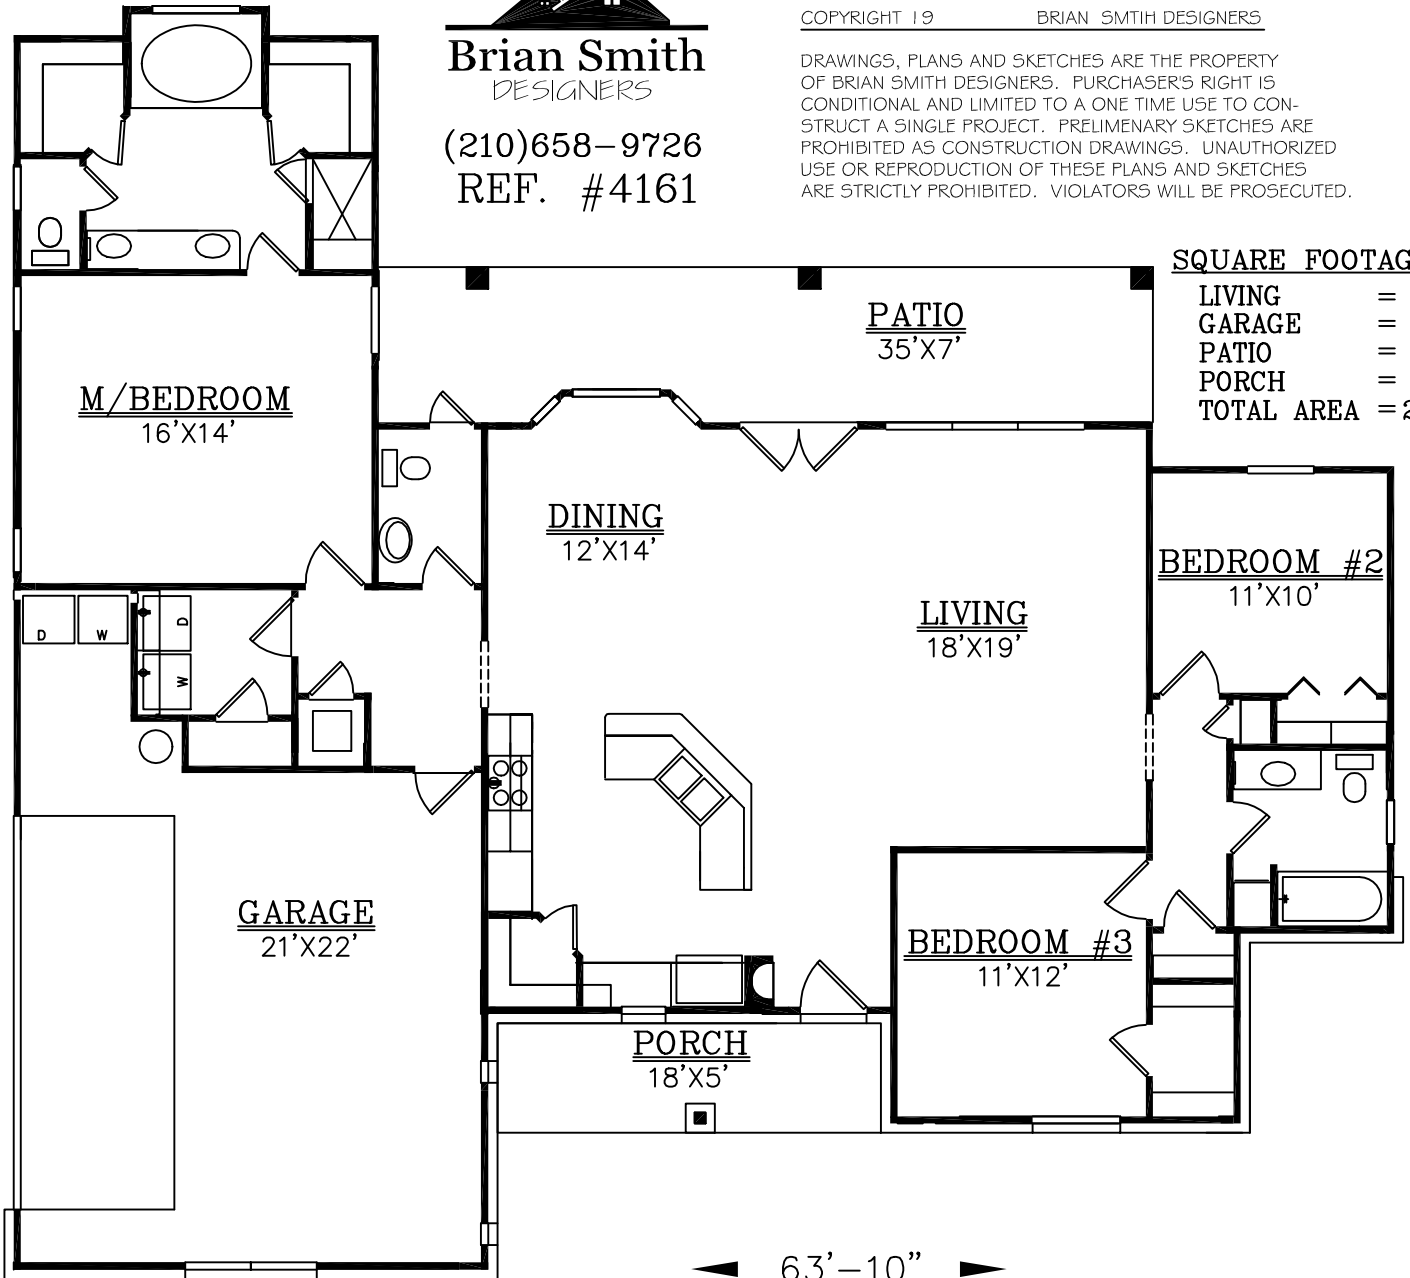 COPYRIGHT 19 BRIAN SMTIH DESIGNERS
Brian Smith
DESIGNERS
(210)658-9726
REF. #4161
DRAWINGS, PLANS AND SKETCHES ARE THE PROPERTY
OF BRIAN SMITH DESIGNERS. PURCHASER'S RIGHT IS
CONDITIONAL AND LIMITED TO A ONE TIME USE TO CON-
STRUCT A SINGLE PROJECT. PRELIMENARY SKETCHES ARE
PROHIBITED AS CONSTRUCTION DRAWINGS. UNAUTHORIZED
USE OR REPRODUCTION OF THESE PLANS AND SKETCHES
ARE STRICTLY PROHIBITED. VIOLATORS WILL BE PROSECUTED.
SQUARE FOOTAG
LIVING =
GARAGE =
PATIO =
PORCH =
TOTAL AREA =2
PATIO
35'X7'
M/BEDROOM
16'X14'
DINING
12'X14'
BEDROOM #2
11'X10'
LIVING
18'X19'
D W
D
W
GARAGE
21'X22'
BEDROOM #3
11'X12'
PORCH
18'X5'
63'-10"